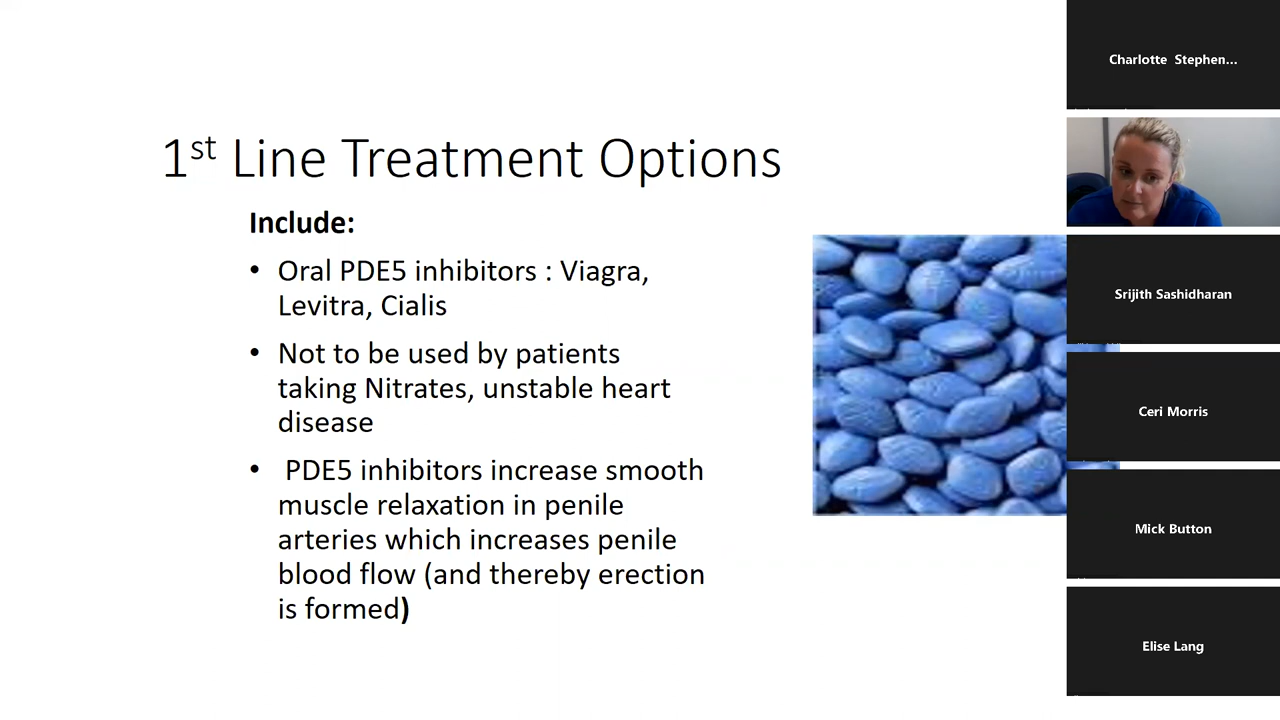 1st Line Treatment Options
Include:
• Oral PDE5 inhibitors : Viagra,
Levitra, Cialis
• Not to be used by patients
taking Nitrates, unstable heart
disease
• PDE5 inhibitors increase smooth
muscle relaxation in penile
arteries which increases penile
blood flow (and thereby erection
is formed)
Charlotte Stephen...
Srijith Sashidharan
Ceri Morris
Mick Button
Elise Lang